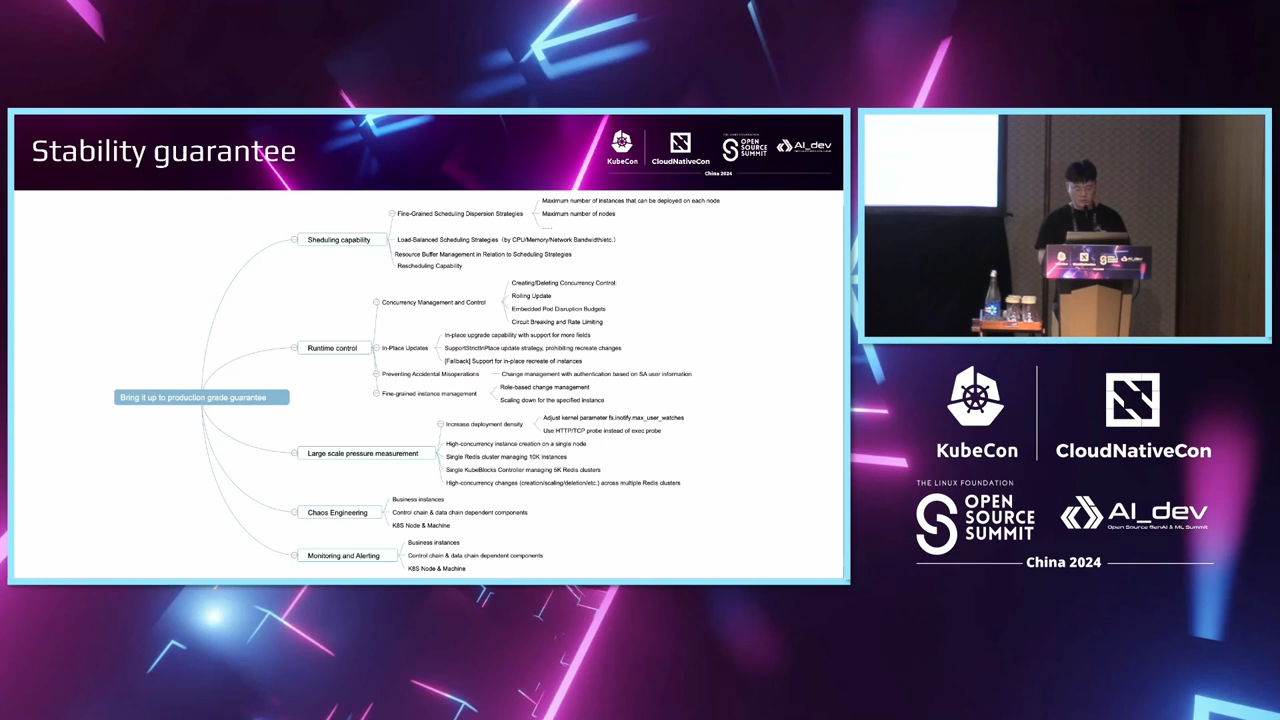 Stability guarantee
KubeCon
CloudNativeCon
THE LINUX FOUNDATION
OPEN
SOURCE
SUMMIT
AI_dev
China 2024
Maximum number of instances that can be deployed on each node
Fine-Grained Scheduling Dispersion Strategies
Maximum number of nodes
....
Sheduling capability
Load-Balanced Scheduling Strategies (by CPU/Memory/Network Bandwidth/etc.)
Resource Buffer Management in Relation to Scheduling Strategies
Rescheduling Capability
Creating/Deleting Concurrency Control:
Concurrency Management and Control
Rolling Update
Embedded Pod Disruption Budgets
Circuit Breaking and Rate Limiting
Runtime control
In-place upgrade capability with support for more fields
In-Place Updates
SupportStrictInPlace update strategy, prohibiting recreate changes
[Fallback] Support for in-place recreate of instances
Preventing Accidental Misoperations
Change management with authentication based on SA user information
Fine-grained instance management
Role-based change management
Scaling down for the specified instance
Bring it up to production grade guarantee
Increase deployment density
Adjust kernel parameter fs.inotify.max_user_watches
Use HTTP/TCP probe instead of exec probe
Large scale pressure measurement
High-concurrency instance creation on a single node
Single Redis cluster managing 10K instances
Single KubeBlocks Controller managing 5K Redis clusters
High-concurrency changes (creation/scaling/deletion/etc.) across multiple Redis clusters
Chaos Engineering
Business instances
Control chain & data chain dependent components
K8S Node & Machine
Monitoring and Alerting
Business instances
Control chain & data chain dependent components
K8S Node & Machine
KubeCon
CloudNativeCon
THE LINUX FOUNDATION
OPEN
SOURCE
SUMMIT
AI_dev
Open Source GenAI & ML Summit
China 2024